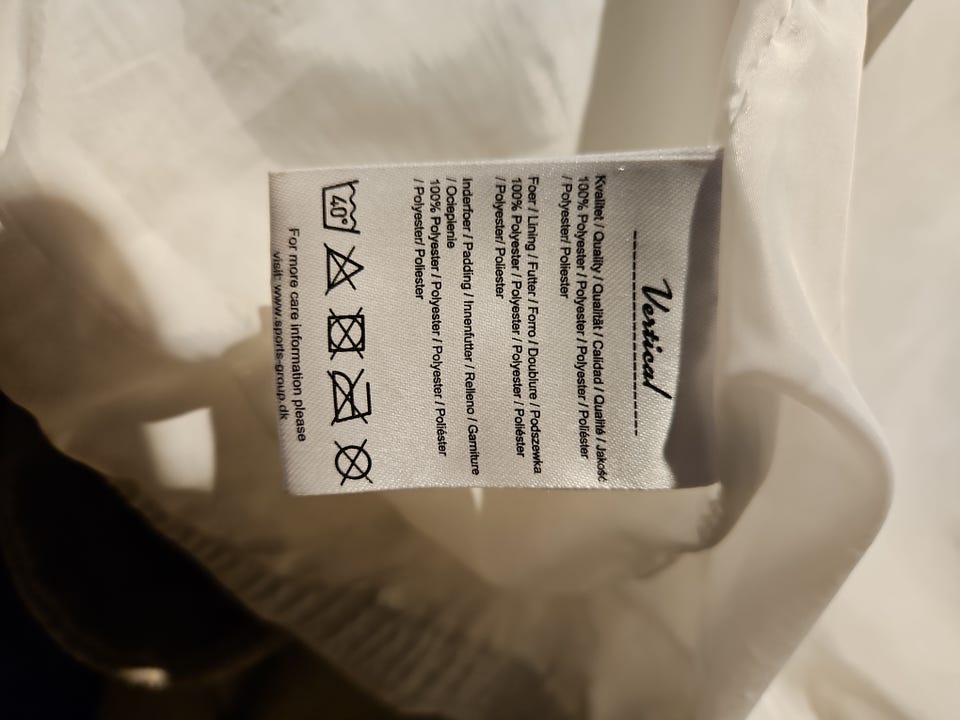 Vertical
--------------------
Kvalitet / Quality / Qualität / Calidad / Qualité / Jakość
100% Polyester / Polyester / Polyester / Poliéster
/ Polyester/ Poliester
Foer / Lining / Futter / Forro / Doublure / Podszewka
100% Polyester / Polyester / Polyester / Poliéster
/ Polyester/ Poliester
Inderfoer / Padding / Innenfutter / Relleno / Garniture
/ Ocieplenie
100% Polyester / Polyester / Polyester / Poliéster
/ Polyester/ Poliester
40°
For more care information please
visit: www.sports-group.dk